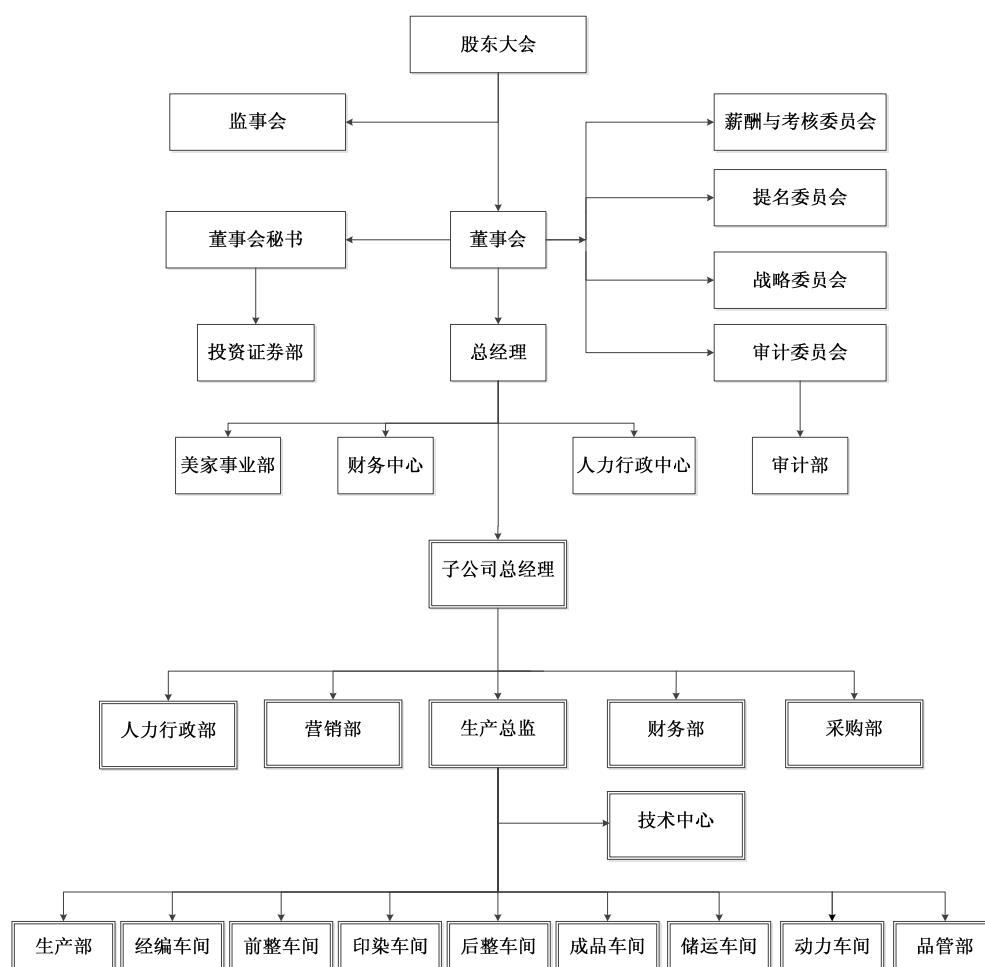 股东大会
监事会
薪酬与考核委员会
提名委员会
董事会秘书
董事会
战略委员会
投资证券部
总经理
审计委员会
美家事业部
财务中心
人力行政中心
审计部
子公司总经理
人力行政部
营销部
生产总监
财务部
采购部
技术中心
生产部
经编车间
前整车间
印染车间
后整车间
成品车间
储运车间
动力车间
品管部